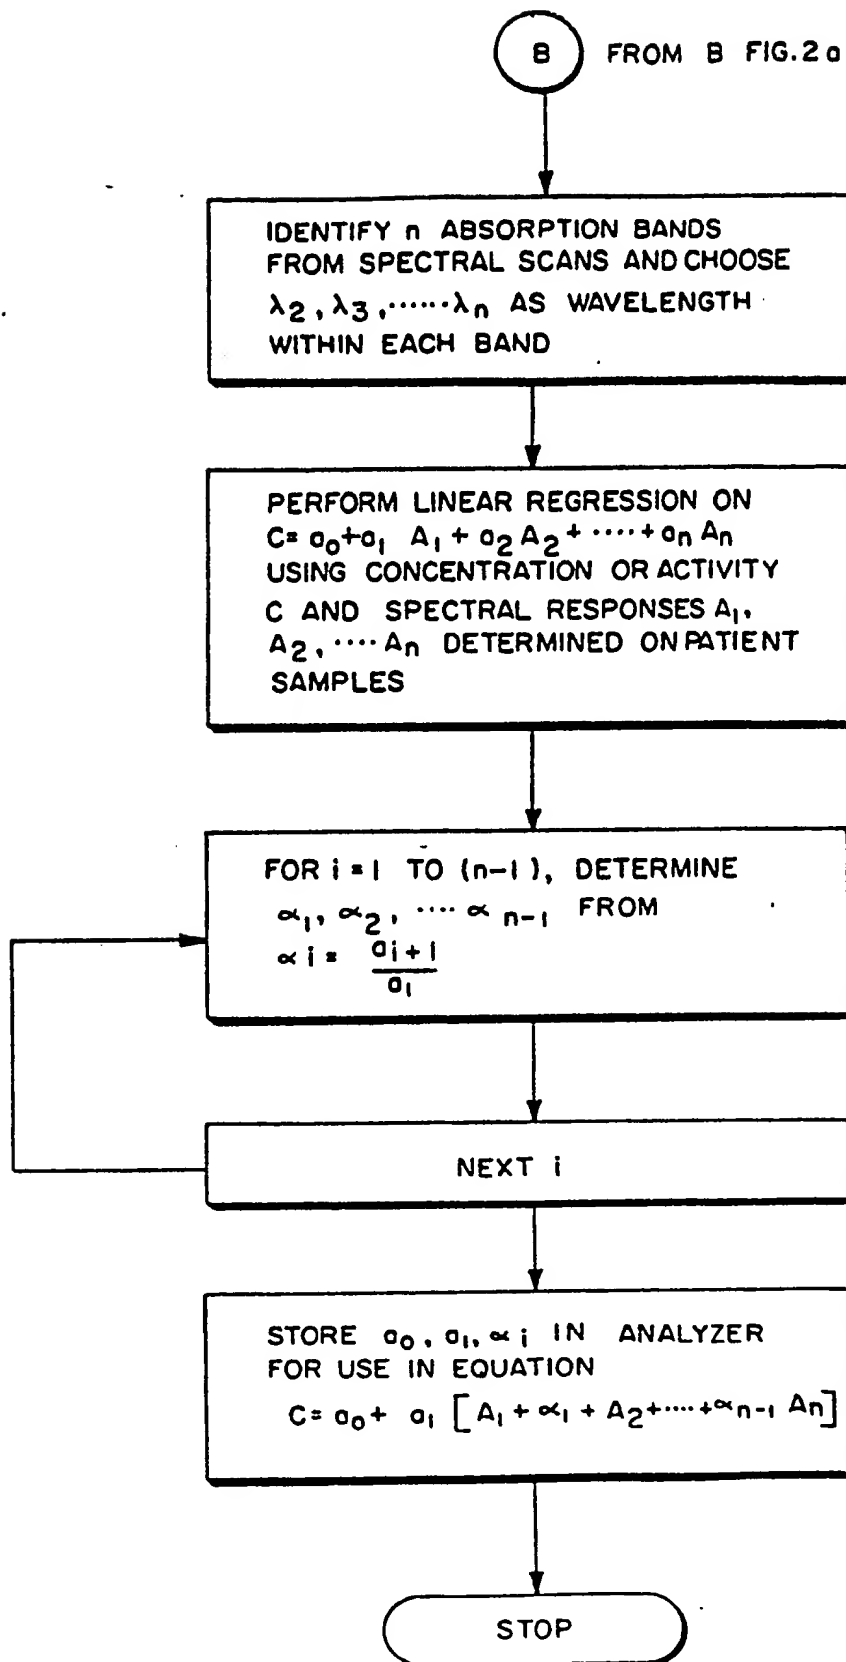 B FROM B FIG.2a
IDENTIFY n ABSORPTION BANDS
FROM SPECTRAL SCANS AND CHOOSE
λ2, λ3,······λn AS WAVELENGTH
WITHIN EACH BAND
PERFORM LINEAR REGRESSION ON
C= a0+a1 A1 + a2 A2+ ····+ an An
USING CONCENTRATION OR ACTIVITY
C AND SPECTRAL RESPONSES A1,
A2, ···· An DETERMINED ON PATIENT
SAMPLES
FOR i = 1 TO (n-1), DETERMINE
α1, α2, ···· αn-1 FROM
αi = ai+1
a1
NEXT i
STORE a0, a1, αi IN ANALYZER
FOR USE IN EQUATION
C= a0+ a1 [A1 + α1 + A2+····+αn-1 An]
STOP